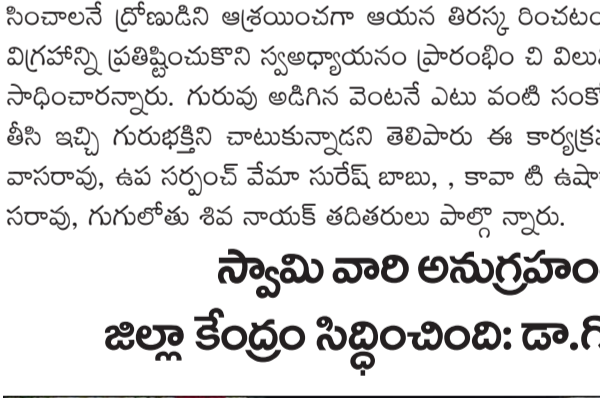 సించాలనే ద్రోణుడిని ఆశ్రయించగా ఆయన తిరస్క రించటం
విగ్రహాన్ని ప్రతిష్టించుకొని స్వఅధ్యాయనం ప్రారంభిం చి విలు
సాధించారన్నారు. గురువు అడిగిన వెంటనే ఎటు వంటి సంకో
తీసి ఇచ్చి గురుభక్తిని చాటుకున్నాడని తెలిపారు ఈ కార్యక్ర
వాసరావు, ఉప సర్పంచ్ వేమా సురేష్ బాబు, , కావా టి ఉషా
సరావు, గుగులోతు శివ నాయక్ తదితరులు పాల్గొ న్నారు.
స్వామి వారి అనుగ్రహం
జిల్లా కేంద్రం సిద్ధించింది: డా.గొ